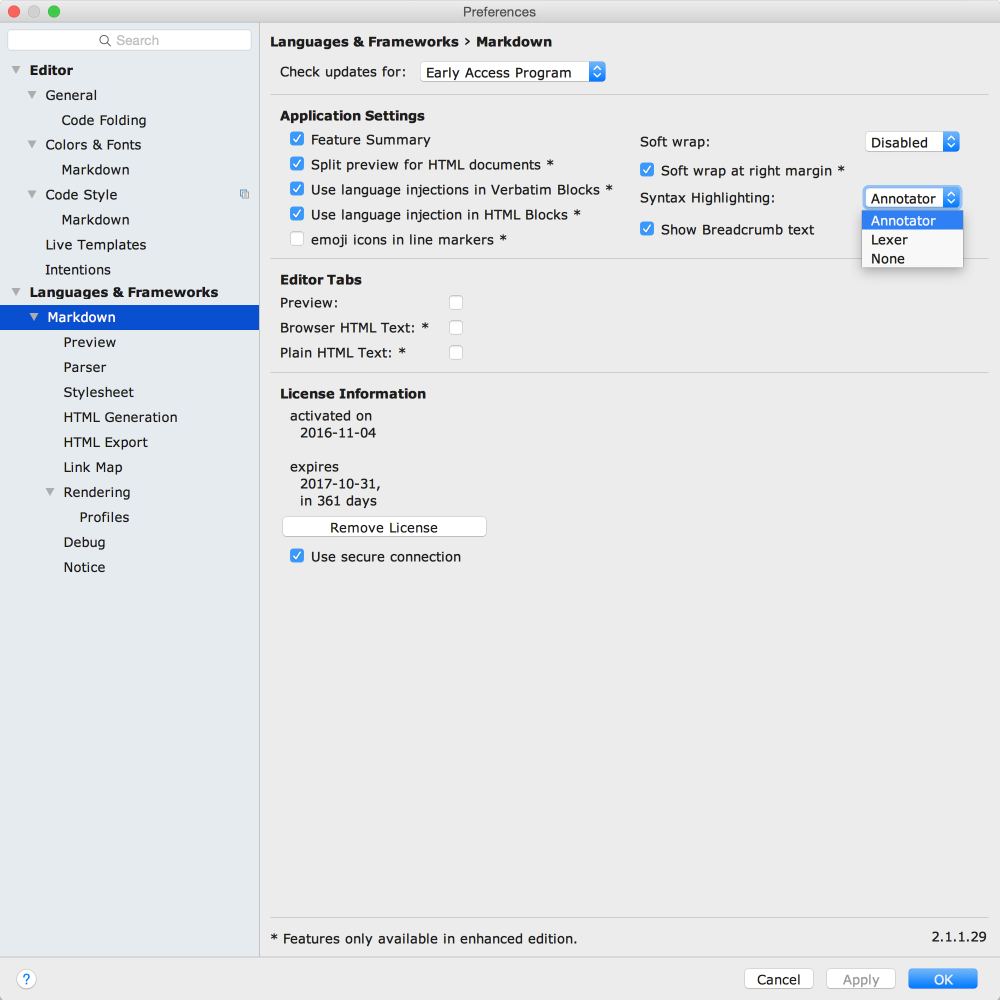 Preferences
Search
Editor
General
Code Folding
Colors & Fonts
Markdown
Code Style
Markdown
Live Templates
Intentions
Languages & Frameworks
Markdown
Preview
Parser
Stylesheet
HTML Generation
HTML Export
Link Map
Rendering
Profiles
Debug
Notice
Languages & Frameworks › Markdown
Check updates for: Early Access Program
Application Settings
Feature Summary
Split preview for HTML documents *
Use language injections in Verbatim Blocks *
Use language injection in HTML Blocks *
emoji icons in line markers *
Soft wrap: Disabled
Soft wrap at right margin *
Syntax Highlighting: Annotator
Annotator
Lexer
None
Show Breadcrumb text
Editor Tabs
Preview:
Browser HTML Text: *
Plain HTML Text: *
License Information
activated on
2016-11-04
expires
2017-10-31,
in 361 days
Remove License
Use secure connection
* Features only available in enhanced edition.
2.1.1.29
?
Cancel
Apply
OK